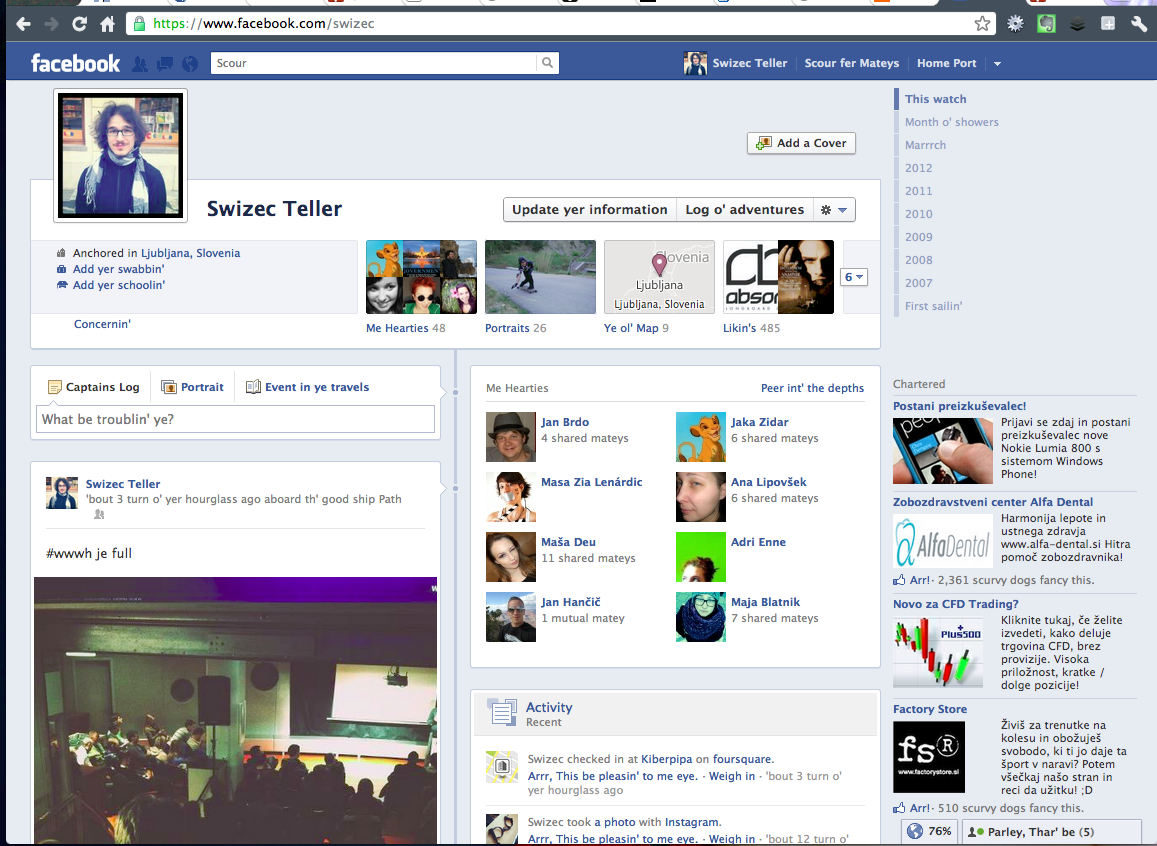 https://www.facebook.com/swizec
facebook
Scour
Swizec Teller
Scour fer Mateys
Home Port
This watch
Month o' showers
Marrrch
2012
2011
2010
2009
2008
2007
First sailin'
Add a Cover
Swizec Teller
Update yer information
Log o' adventures
Anchored in Ljubljana, Slovenia
Add yer swabbin'
Add yer schoolin'
Concernin'
Me Hearties 48
Portraits 26
Slovenia
Ljubljana
Ljubljana, Slovenia
Ye ol' Map 9
absor
Likin's 485
6
Captains Log
Portrait
Event in ye travels
What be troublin' ye?
Swizec Teller
'bout 3 turn o' yer hourglass ago aboard th' good ship Path
#wwwh je full
Me Hearties
Peer int' the depths
Jan Brdo
4 shared mateys
Jaka Zidar
6 shared mateys
Masa Zia Lenárdic
Ana Lipovšek
6 shared mateys
Maša Deu
11 shared mateys
Adri Enne
Jan Hančič
1 mutual matey
Maja Blatnik
7 shared mateys
Activity
Recent
Swizec checked in at Kiberpipa on foursquare.
Arrr, This be pleasin' to me eye. · Weigh in · 'bout 3 turn o'
yer hourglass ago
Swizec took a photo with Instagram.
Arrr, This be pleasin' to me eye. · Weigh in · 'bout 12 turn o'
Chartered
Postani preizkuševalec!
Prijavi se zdaj in postani
preizkuševalec nove
Nokie Lumia 800 s
sistemom Windows
Phone!
Zobozdravstveni center Alfa Dental
AlfaDental
Harmonija lepote in
ustnega zdravja
www.alfa-dental.si Hitra
pomoč zobozdravnika!
Arr! · 2,361 scurvy dogs fancy this.
Novo za CFD Trading?
Plus500
Kliknite tukaj, če želite
izvedeti, kako deluje
trgovina CFD, brez
provizije. Visoka
priložnost, kratke /
dolge pozicije!
Factory Store
fsR
www.factorystore.si
Živiš za trenutke na
kolesu in obožuješ
svobodo, ki ti jo daje ta
šport v naravi? Potem
všečkaj našo stran in
reci da užitku! ;D
Arr! · 510 scurvy dogs fancy this.
76%
Parley, Thar' be (5)